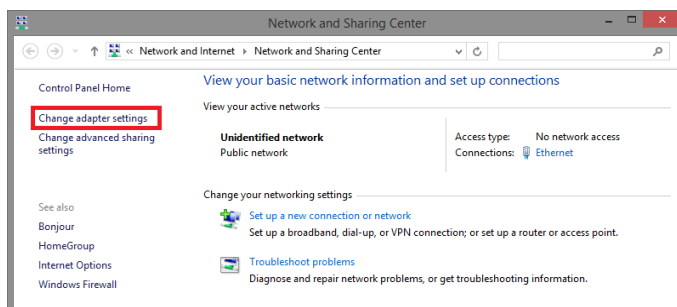 Network and Sharing Center
« Network and Internet ▸ Network and Sharing Center
Control Panel Home
Change adapter settings
Change advanced sharing
settings
See also
Bonjour
HomeGroup
Internet Options
Windows Firewall
View your basic network information and set up connections
View your active networks
Unidentified network
Public network
Access type: No network access
Connections: Ethernet
Change your networking settings
Set up a new connection or network
Set up a broadband, dial-up, or VPN connection; or set up a router or access point.
Troubleshoot problems
Diagnose and repair network problems, or get troubleshooting information.